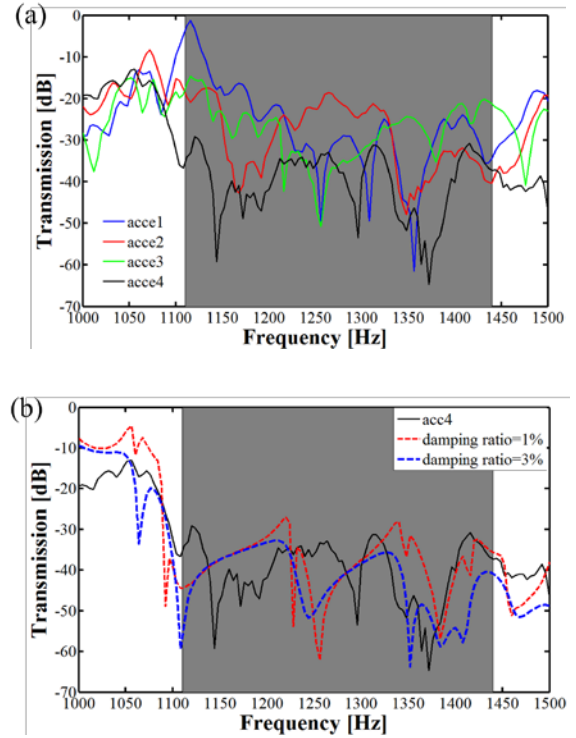 (a)
Transmission [dB]
0
-10
-20
-30
-40
-50
-60
-70
acce1
acce2
acce3
acce4
1000 1050 1100 1150 1200 1250 1300 1350 1400 1450 1500
Frequency [Hz]
(b)
Transmission [dB]
0
-10
-20
-30
-40
-50
-60
-70
acc4
damping ratio=1%
damping ratio=3%
1000 1050 1100 1150 1200 1250 1300 1350 1400 1450 1500
Frequency [Hz]